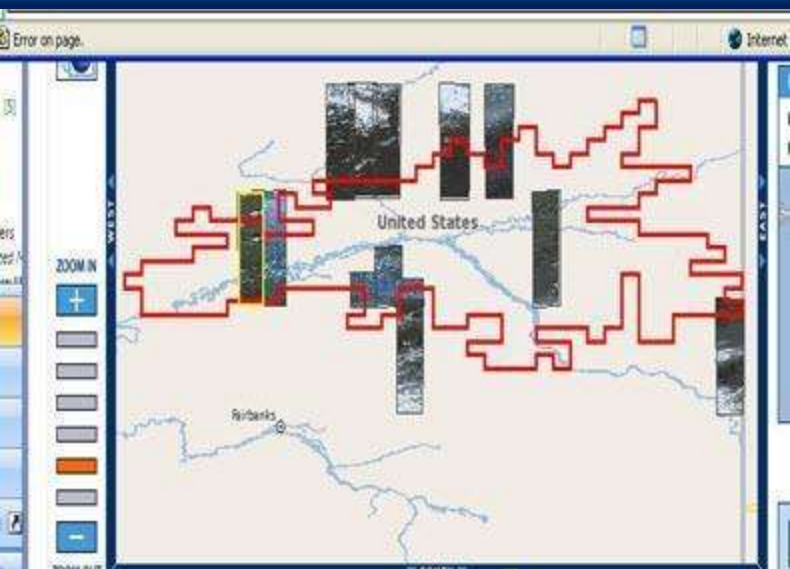 Error on page.
Internet
WEST
EAST
United States
ZOOM IN
+
Fairbanks
-